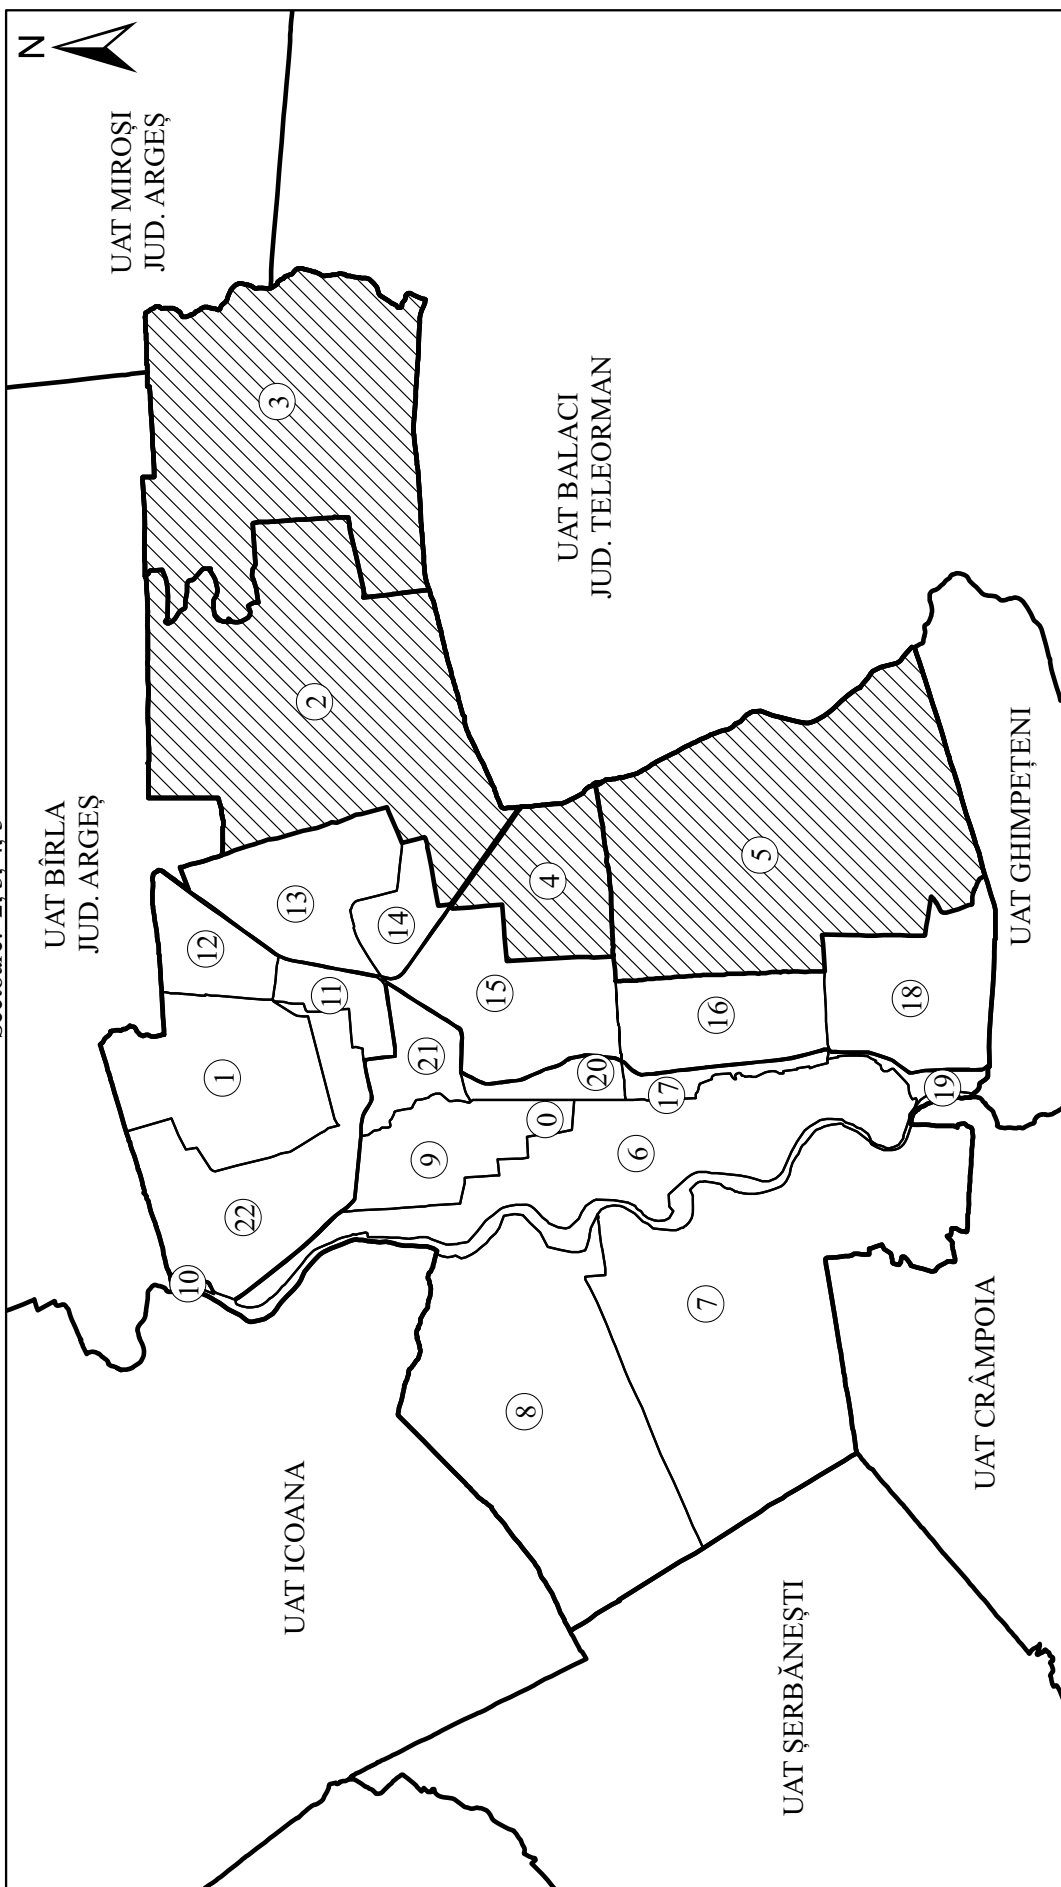 N
UAT BÎRLA
JUD. ARGEȘ
UAT MIROȘI
JUD. ARGEȘ
10
12
1
22
3
13
UAT ICOANA
2
11
14
21
9
15
8
0
4
UAT BALACI
JUD. TELEORMAN
20
6
17
7
16
5
UAT ȘERBĂNEȘTI
18
19
UAT CRÂMPOIA
UAT GHIMPEȚENI